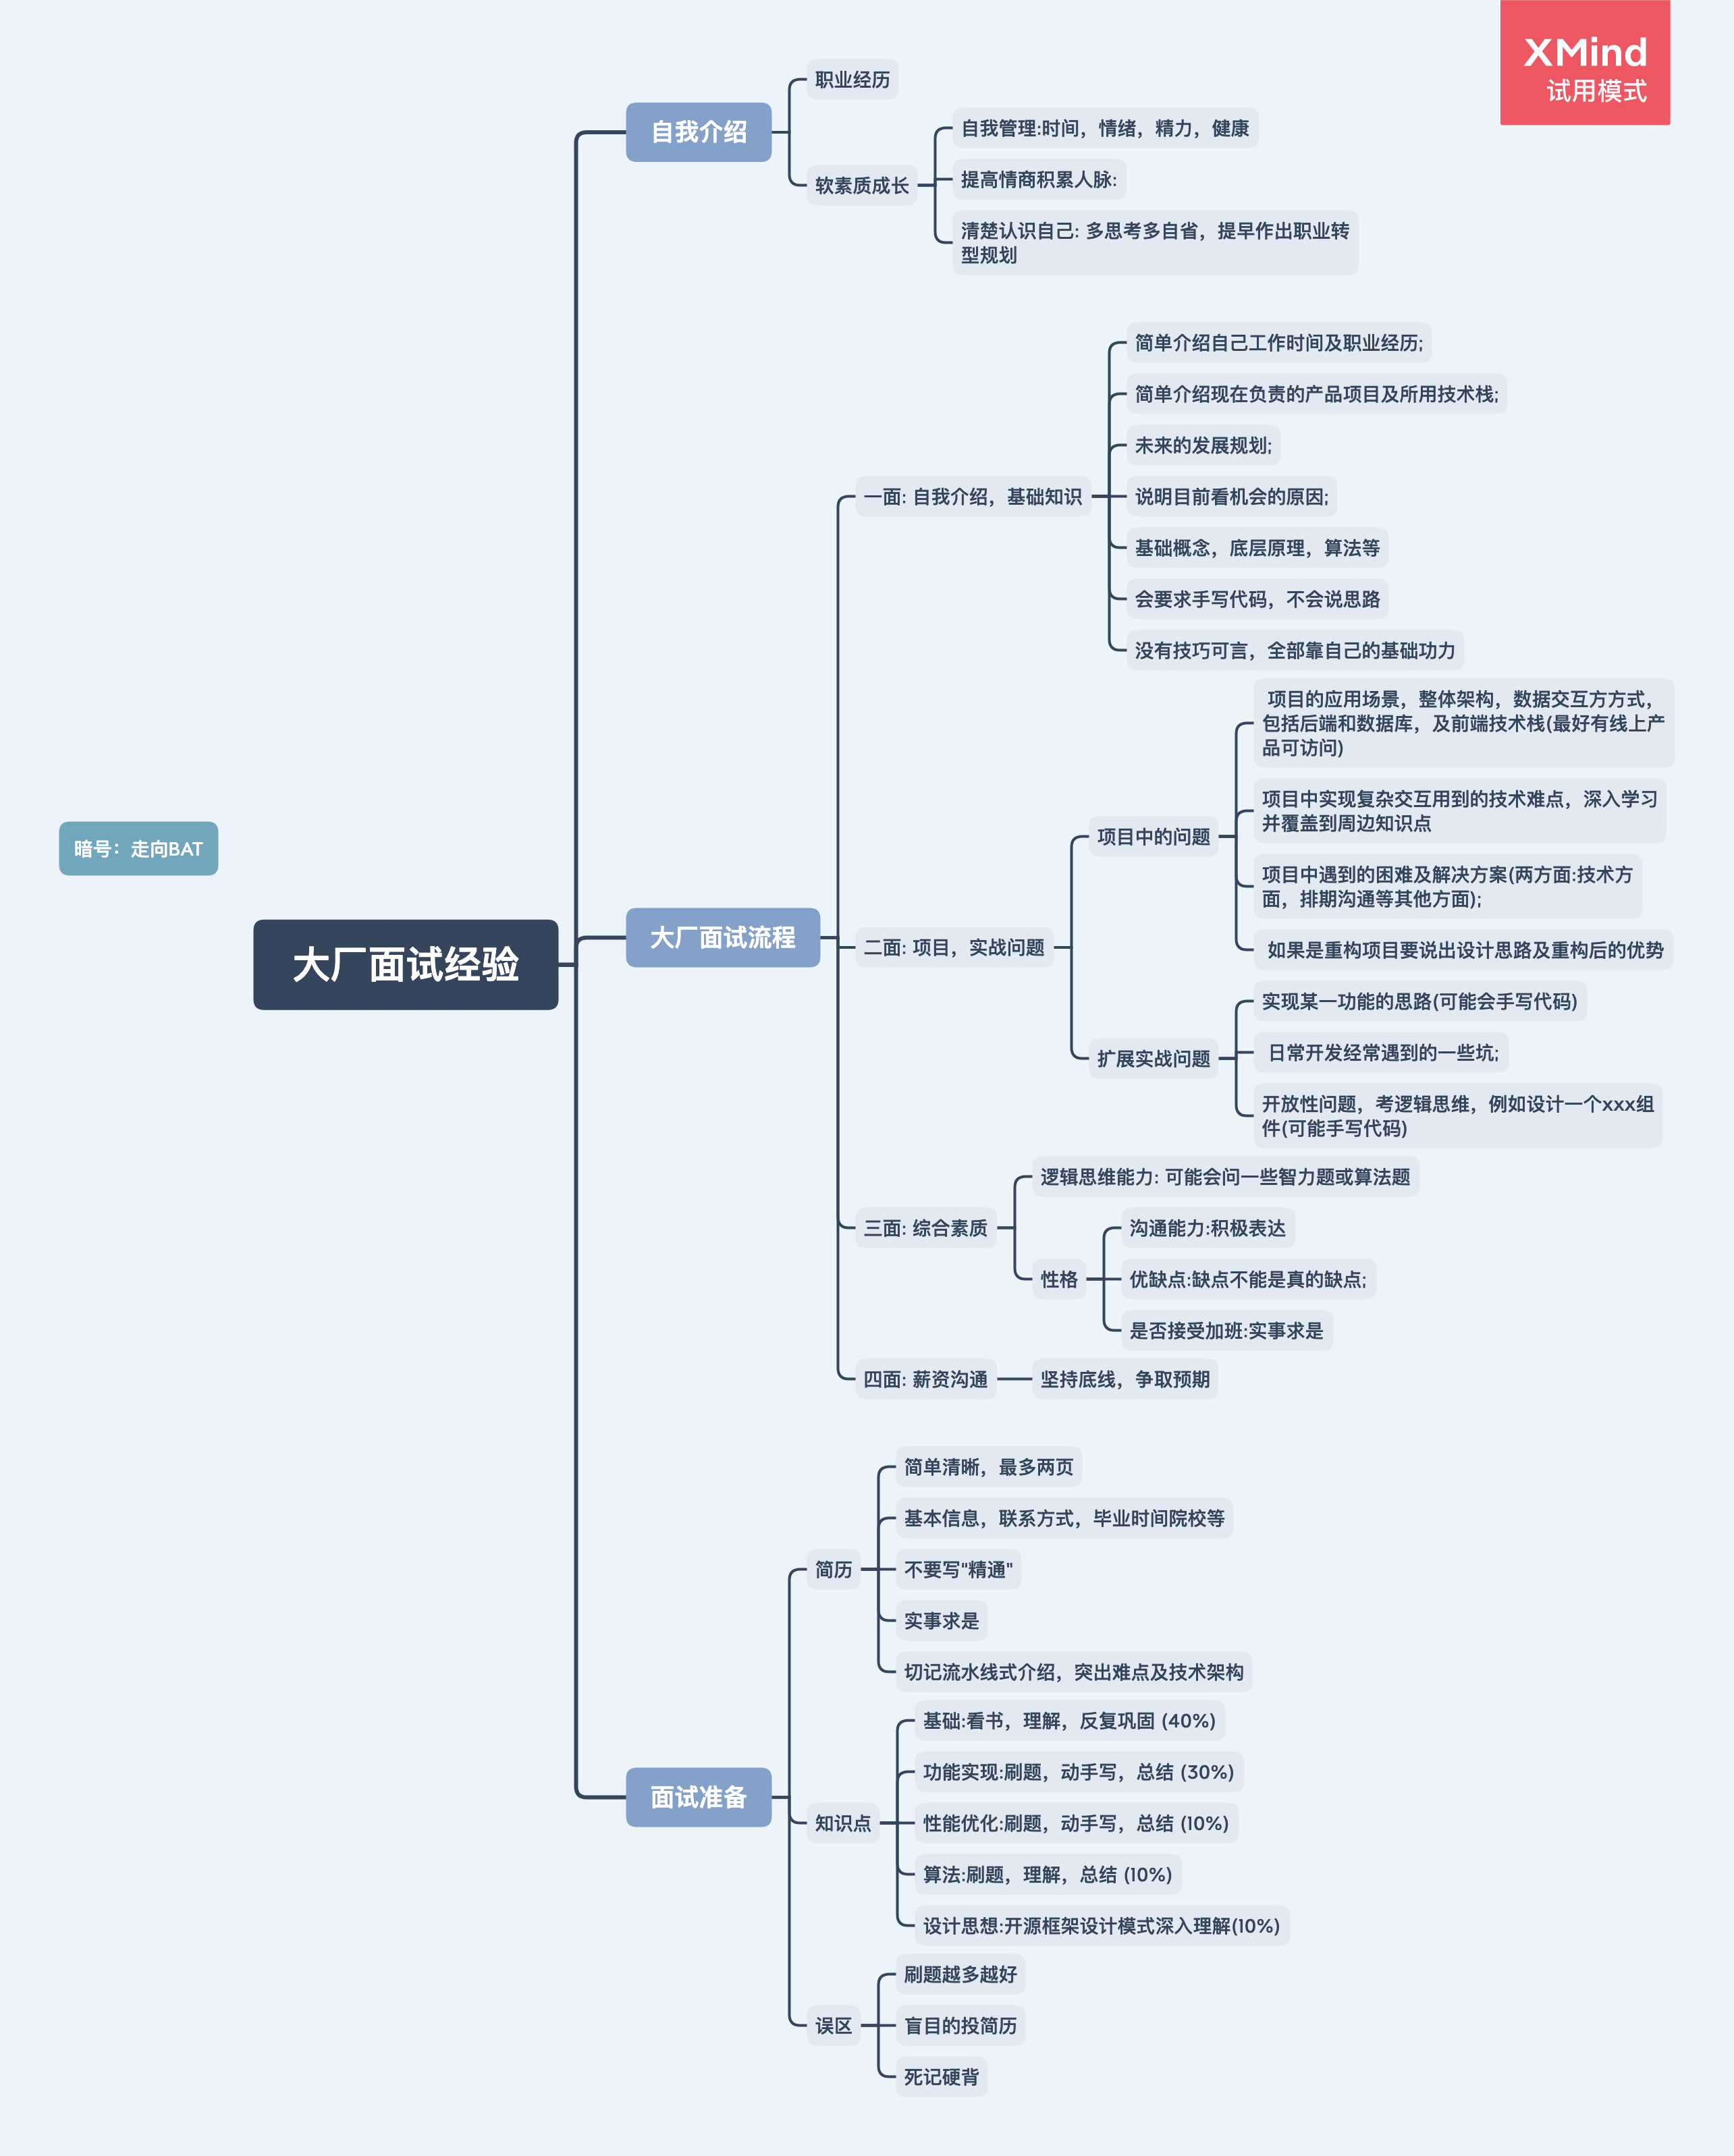 XMind
试用模式
职业经历
自我介绍
自我管理:时间，情绪，精力，健康
软素质成长
提高情商积累人脉:
清楚认识自己: 多思考多自省，提早作出职业转
型规划
简单介绍自己工作时间及职业经历;
简单介绍现在负责的产品项目及所用技术栈;
未来的发展规划;
一面: 自我介绍，基础知识
说明目前看机会的原因;
基础概念，底层原理，算法等
会要求手写代码，不会说思路
没有技巧可言，全部靠自己的基础功力
项目的应用场景，整体架构，数据交互方方式，
包括后端和数据库，及前端技术栈(最好有线上产
品可访问)
项目中实现复杂交互用到的技术难点，深入学习
并覆盖到周边知识点
项目中的问题
项目中遇到的困难及解决方案(两方面:技术方
面，排期沟通等其他方面);
如果是重构项目要说出设计思路及重构后的优势
暗号：走向BAT
大厂面试经验
大厂面试流程
二面: 项目，实战问题
实现某一功能的思路(可能会手写代码)
扩展实战问题
日常开发经常遇到的一些坑;
开放性问题，考逻辑思维，例如设计一个xxx组
件(可能手写代码)
逻辑思维能力: 可能会问一些智力题或算法题
三面: 综合素质
沟通能力:积极表达
性格
优缺点:缺点不能是真的缺点;
是否接受加班:实事求是
四面: 薪资沟通
坚持底线，争取预期
简单清晰，最多两页
基本信息，联系方式，毕业时间院校等
简历
不要写"精通"
实事求是
切记流水线式介绍，突出难点及技术架构
面试准备
基础:看书，理解，反复巩固 (40%)
功能实现:刷题，动手写，总结 (30%)
知识点
性能优化:刷题，动手写，总结 (10%)
算法:刷题，理解，总结 (10%)
设计思想:开源框架设计模式深入理解(10%)
刷题越多越好
误区
盲目的投简历
死记硬背